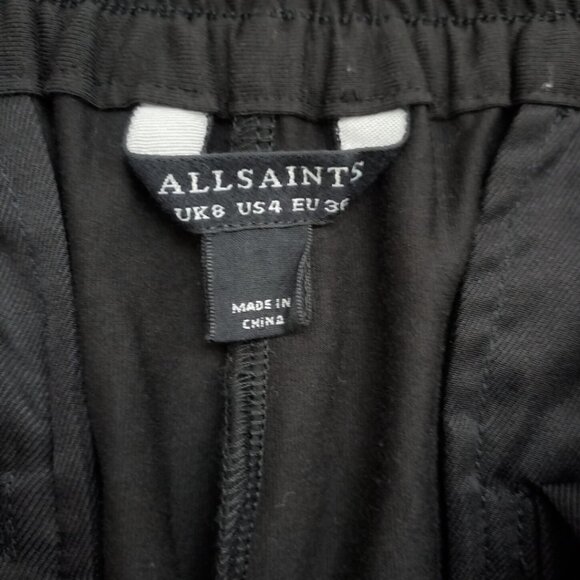 ALLSAINTS
UK8 US4 EU 36
MADE IN
CHINA